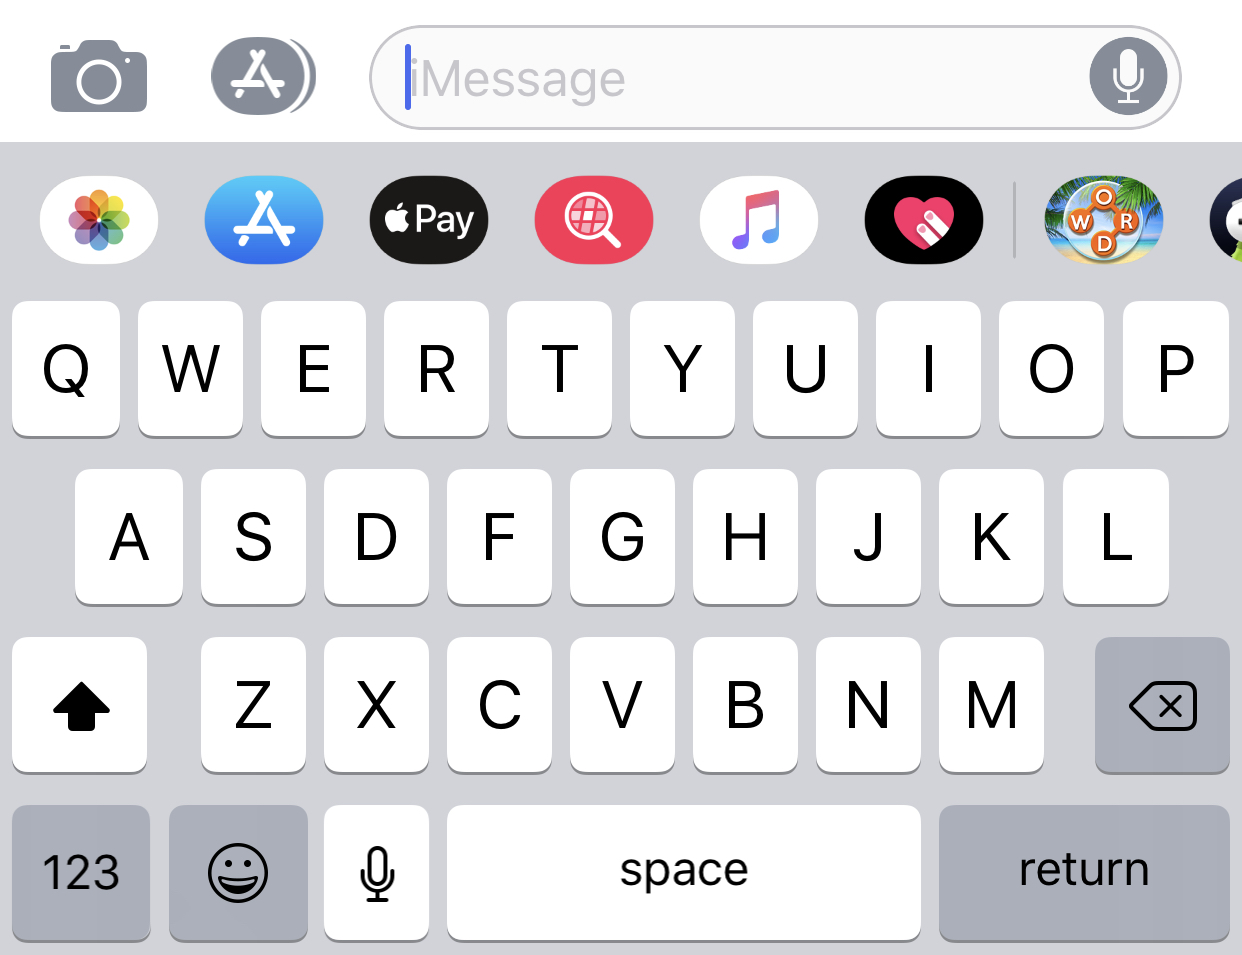 iMessage
Pay
W O R D
Q W E R T Y U I O P
A S D F G H J K L
Z X C V B N M
123 space return